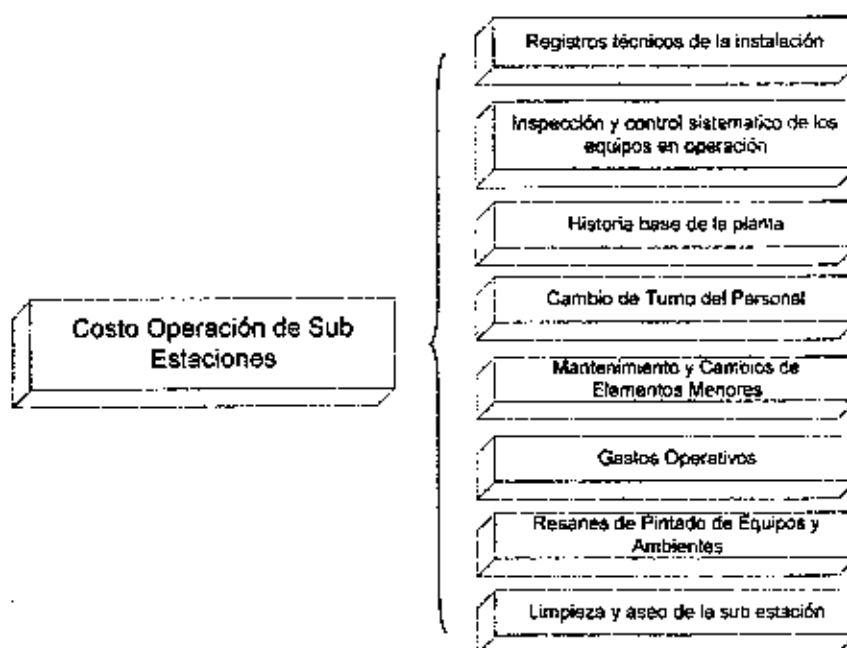 Registros técnicos de la instalación
Inspección y control sistematico de los
equipos en operación
Historia base de la planta
Cambio de Turno del Personal
Costo Operación de Sub
Estaciones
Mantenimiento y Cambios de
Elementos Menores
Gastos Operativos
Resanes de Pintado de Equipos y
Ambientes
Limpieza y aseo de la sub estación